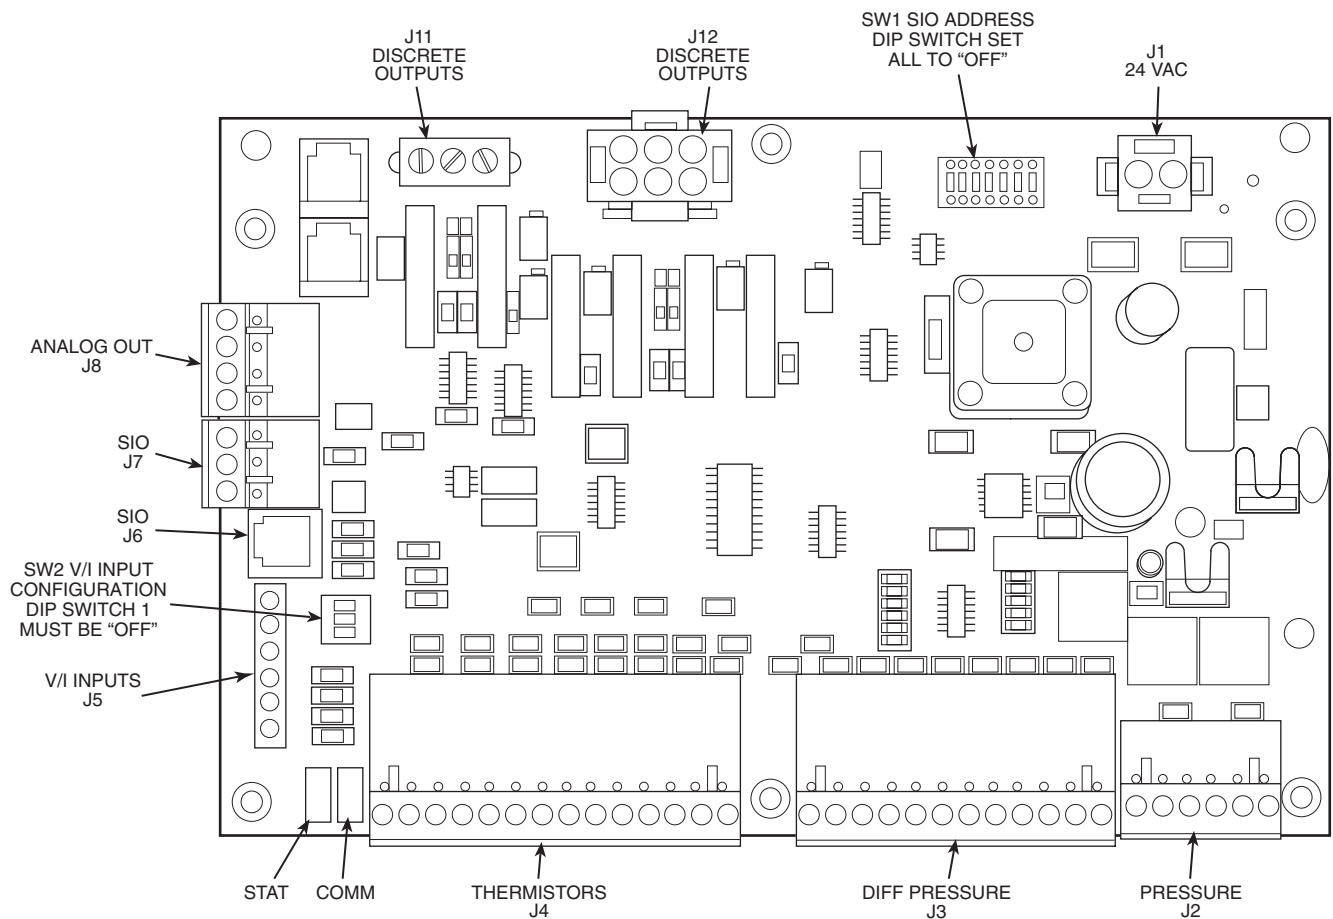 J11
DISCRETE
OUTPUTS
J12
DISCRETE
OUTPUTS
SW1 SIO ADDRESS
DIP SWITCH SET
ALL TO “OFF”
J1
24 VAC
ANALOG OUT
J8
SIO
J7
SIO
J6
SW2 V/I INPUT
CONFIGURATION
DIP SWITCH 1
MUST BE “OFF”
V/I INPUTS
J5
STAT
COMM
THERMISTORS
J4
DIFF PRESSURE
J3
PRESSURE
J2